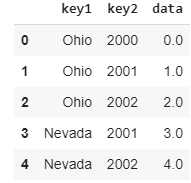 key1 key2 data
0 Ohio 2000 0.0
1 Ohio 2001 1.0
2 Ohio 2002 2.0
3 Nevada 2001 3.0
4 Nevada 2002 4.0